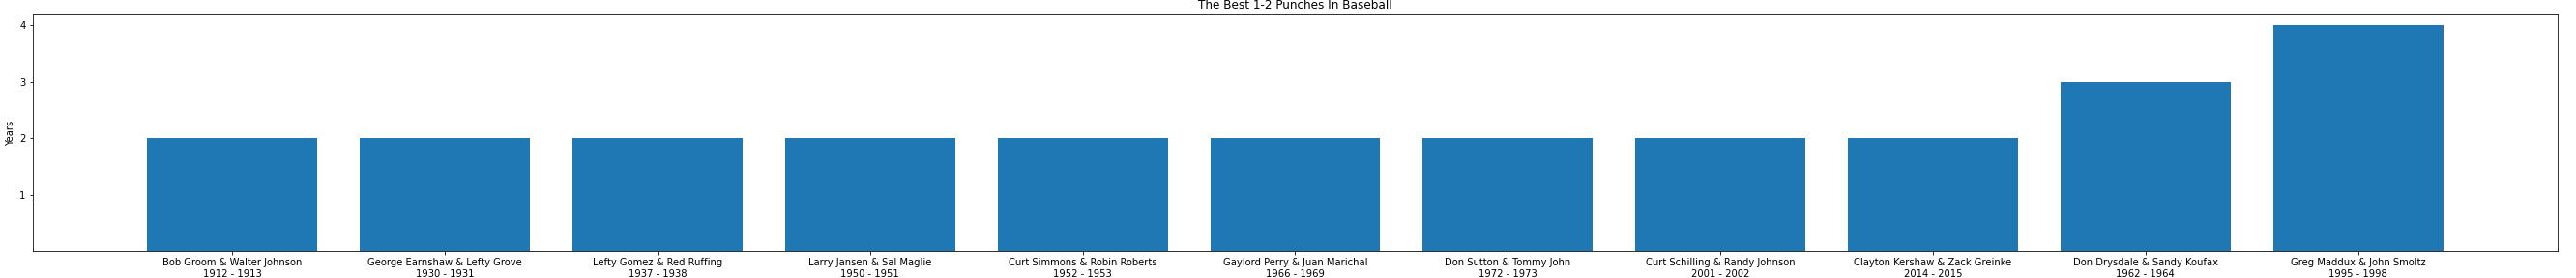 The Best 1-2 Punches In Baseball
4
3
2
1
Years
Bob Groom & Walter Johnson
1912 - 1913
George Earnshaw & Lefty Grove
1930 - 1931
Lefty Gomez & Red Ruffing
1937 - 1938
Larry Jansen & Sal Maglie
1950 - 1951
Curt Simmons & Robin Roberts
1952 - 1953
Gaylord Perry & Juan Marichal
1966 - 1969
Don Sutton & Tommy John
1972 - 1973
Curt Schilling & Randy Johnson
2001 - 2002
Clayton Kershaw & Zack Greinke
2014 - 2015
Don Drysdale & Sandy Koufax
1962 - 1964
Greg Maddux & John Smoltz
1995 - 1998